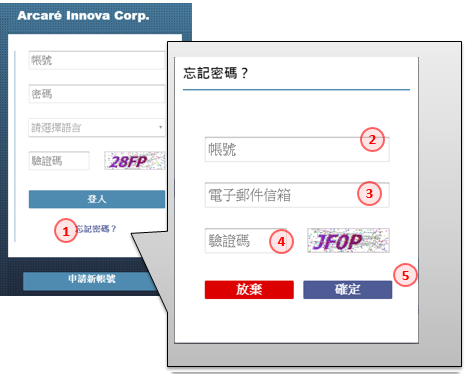 Arcaré Innova Corp.
帳號
密碼
請選擇語言
驗證碼 28FP
登入
1 忘記密碼？
申請新帳號
忘記密碼？
帳號 2
電子郵件信箱 3
驗證碼 4 JFOP
5
放棄 確定